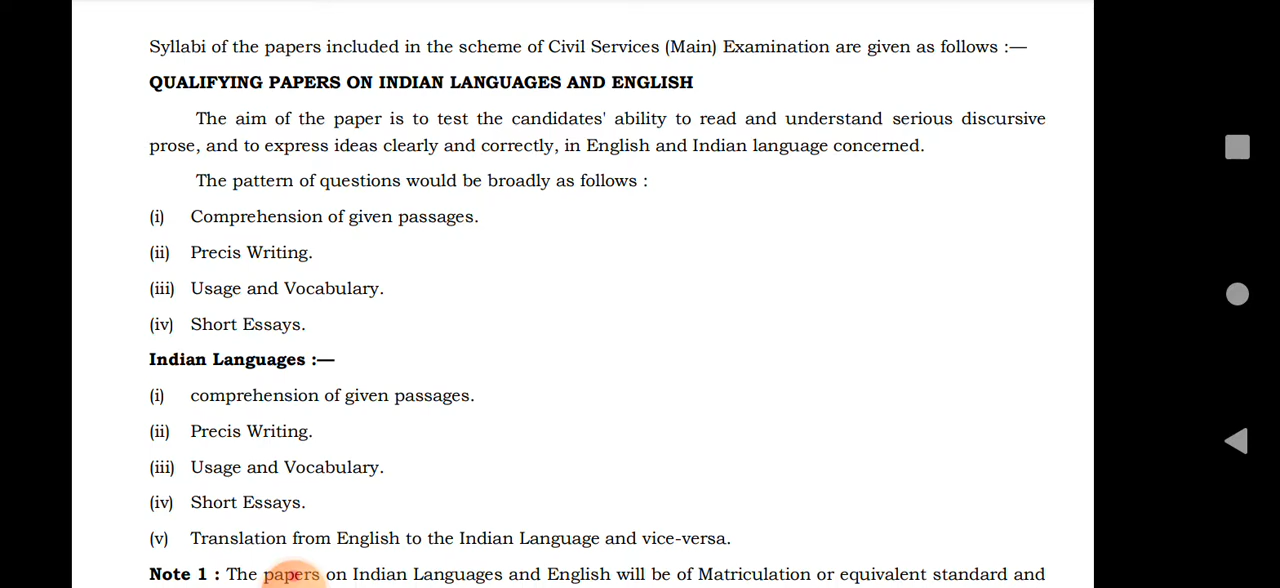 Syllabi of the papers included in the scheme of Civil Services (Main) Examination are given as follows :—
QUALIFYING PAPERS ON INDIAN LANGUAGES AND ENGLISH
The aim of the paper is to test the candidates' ability to read and understand serious discursive
prose, and to express ideas clearly and correctly, in English and Indian language concerned.
The pattern of questions would be broadly as follows :
(i) Comprehension of given passages.
(ii) Precis Writing.
(iii) Usage and Vocabulary.
(iv) Short Essays.
Indian Languages :—
(i) comprehension of given passages.
(ii) Precis Writing.
(iii) Usage and Vocabulary.
(iv) Short Essays.
(v) Translation from English to the Indian Language and vice-versa.
Note 1 : The papers on Indian Languages and English will be of Matriculation or equivalent standard and